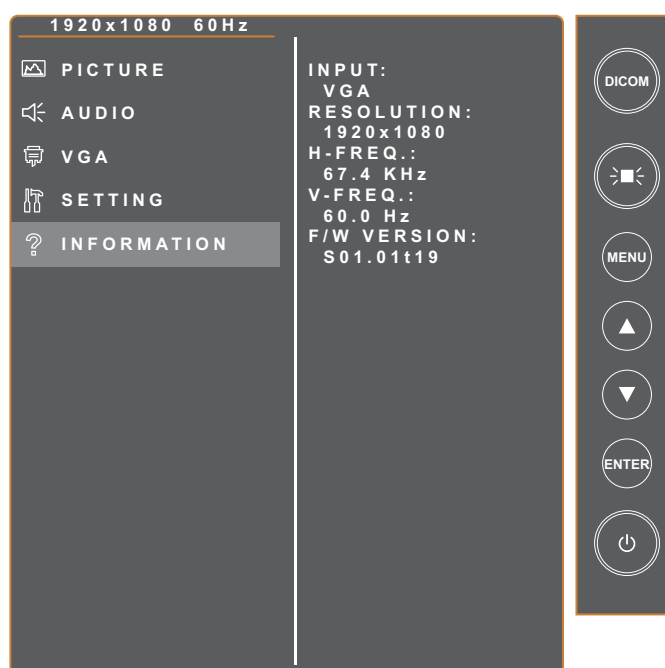 1920x1080 60Hz
PICTURE
AUDIO
VGA
SETTING
INFORMATION
INPUT:
VGA
RESOLUTION:
1920x1080
H-FREQ.:
67.4 KHz
V-FREQ.:
60.0 Hz
F/W VERSION:
S01.01t19
DICOM
MENU
ENTER